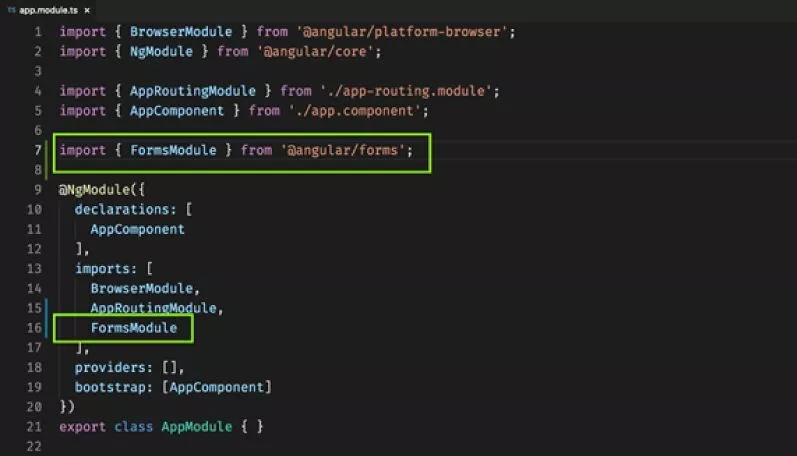 TS app.module.ts ×
1 import { BrowserModule } from '@angular/platform-browser';
2 import { NgModule } from '@angular/core';
3
4 import { AppRoutingModule } from './app-routing.module';
5 import { AppComponent } from './app.component';
6
7 import { FormsModule } from '@angular/forms';
8
9 @NgModule({
10 declarations: [
11 AppComponent
12 ],
13 imports: [
14 BrowserModule,
15 AppRoutingModule,
16 FormsModule
17 ],
18 providers: [],
19 bootstrap: [AppComponent]
20 })
21 export class AppModule { }
22